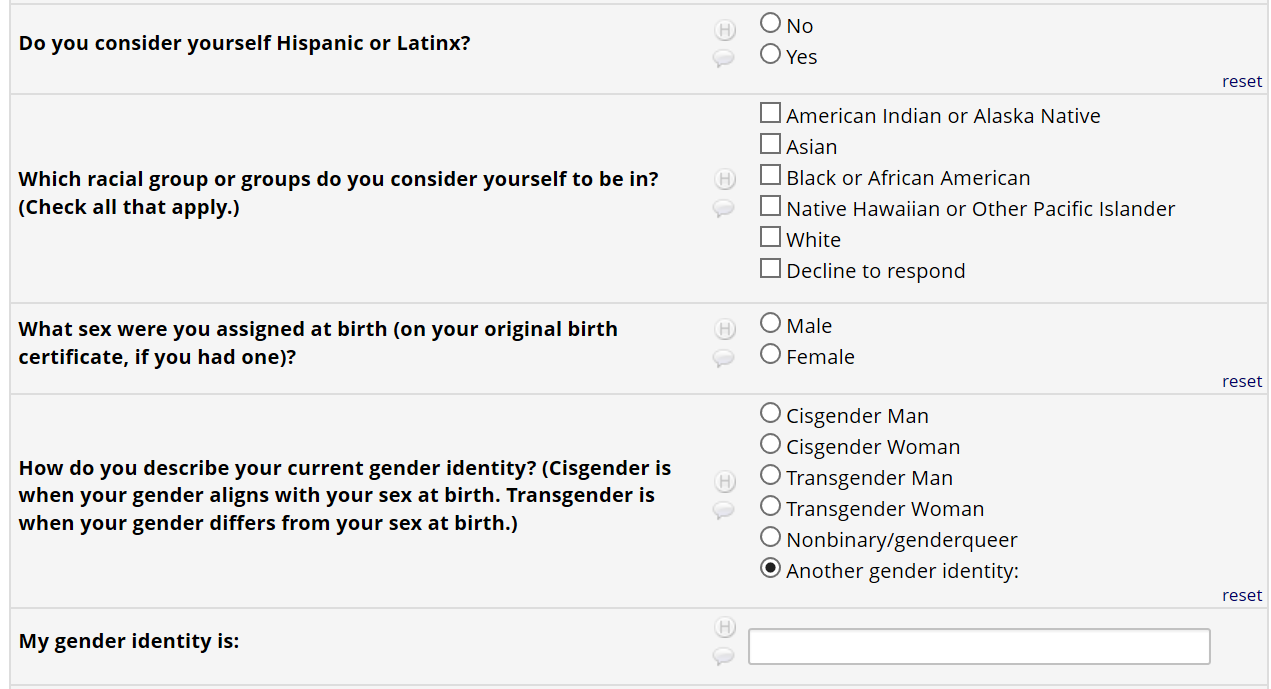 Do you consider yourself Hispanic or Latinx?
H
No
Yes
reset
Which racial group or groups do you consider yourself to be in?
(Check all that apply.)
H
American Indian or Alaska Native
Asian
Black or African American
Native Hawaiian or Other Pacific Islander
White
Decline to respond
What sex were you assigned at birth (on your original birth
certificate, if you had one)?
H
Male
Female
reset
How do you describe your current gender identity? (Cisgender is
when your gender aligns with your sex at birth. Transgender is
when your gender differs from your sex at birth.)
H
Cisgender Man
Cisgender Woman
Transgender Man
Transgender Woman
Nonbinary/genderqueer
Another gender identity:
reset
My gender identity is:
H